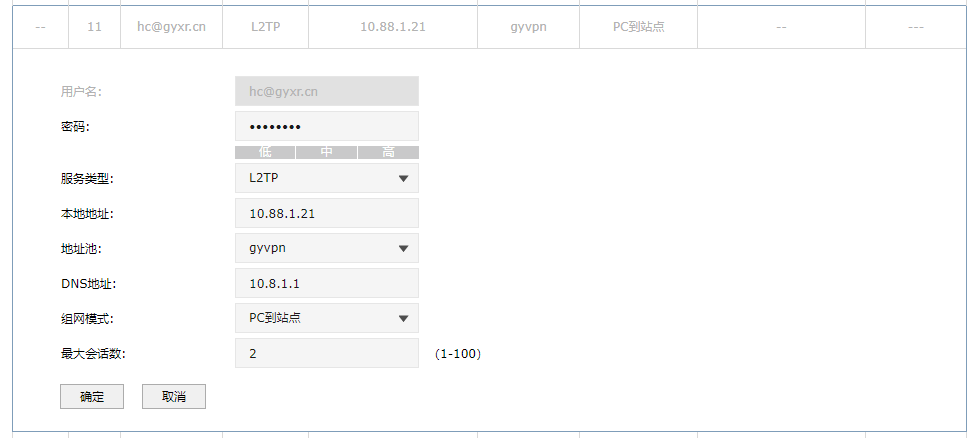 -- 11 hc@gyxr.cn L2TP 10.88.1.21 gyvpn PC到站点 -- ---
用户名: hc@gyxr.cn
密码: ••••••••
低 中 高
服务类型: L2TP
本地地址: 10.88.1.21
地址池: gyvpn
DNS地址: 10.8.1.1
组网模式: PC到站点
最大会话数: 2 (1-100)
确定 取消